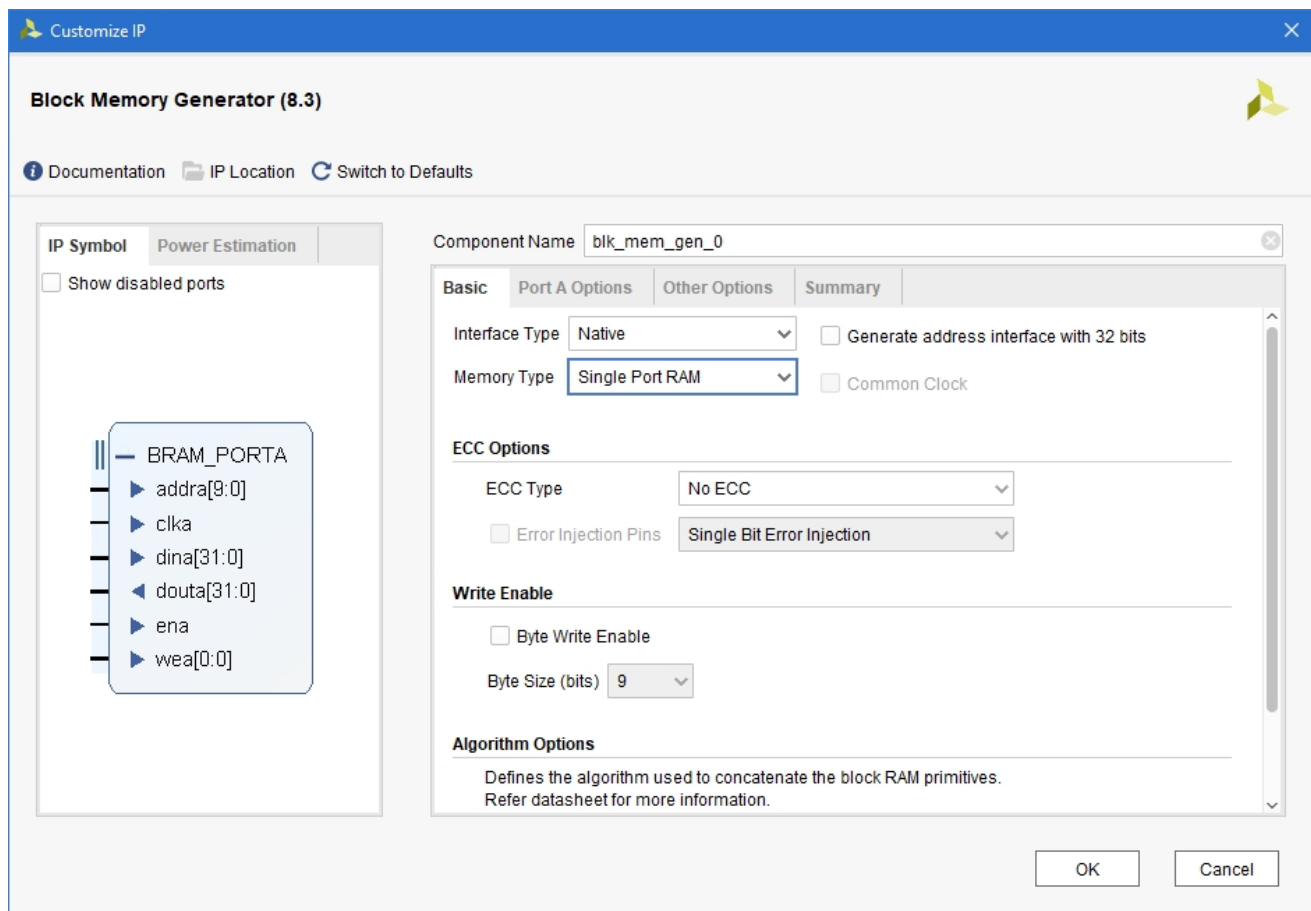 Customize IP
Block Memory Generator (8.3)
Documentation IP Location Switch to Defaults
IP Symbol Power Estimation
Show disabled ports
BRAM_PORTA
addra[9:0]
clka
dina[31:0]
douta[31:0]
ena
wea[0:0]
Component Name blk_mem_gen_0
Basic Port A Options Other Options Summary
Interface Type Native Generate address interface with 32 bits
Memory Type Single Port RAM Common Clock
ECC Options
ECC Type No ECC
Error Injection Pins Single Bit Error Injection
Write Enable
Byte Write Enable
Byte Size (bits) 9
Algorithm Options
Defines the algorithm used to concatenate the block RAM primitives.
Refer datasheet for more information.
OK Cancel